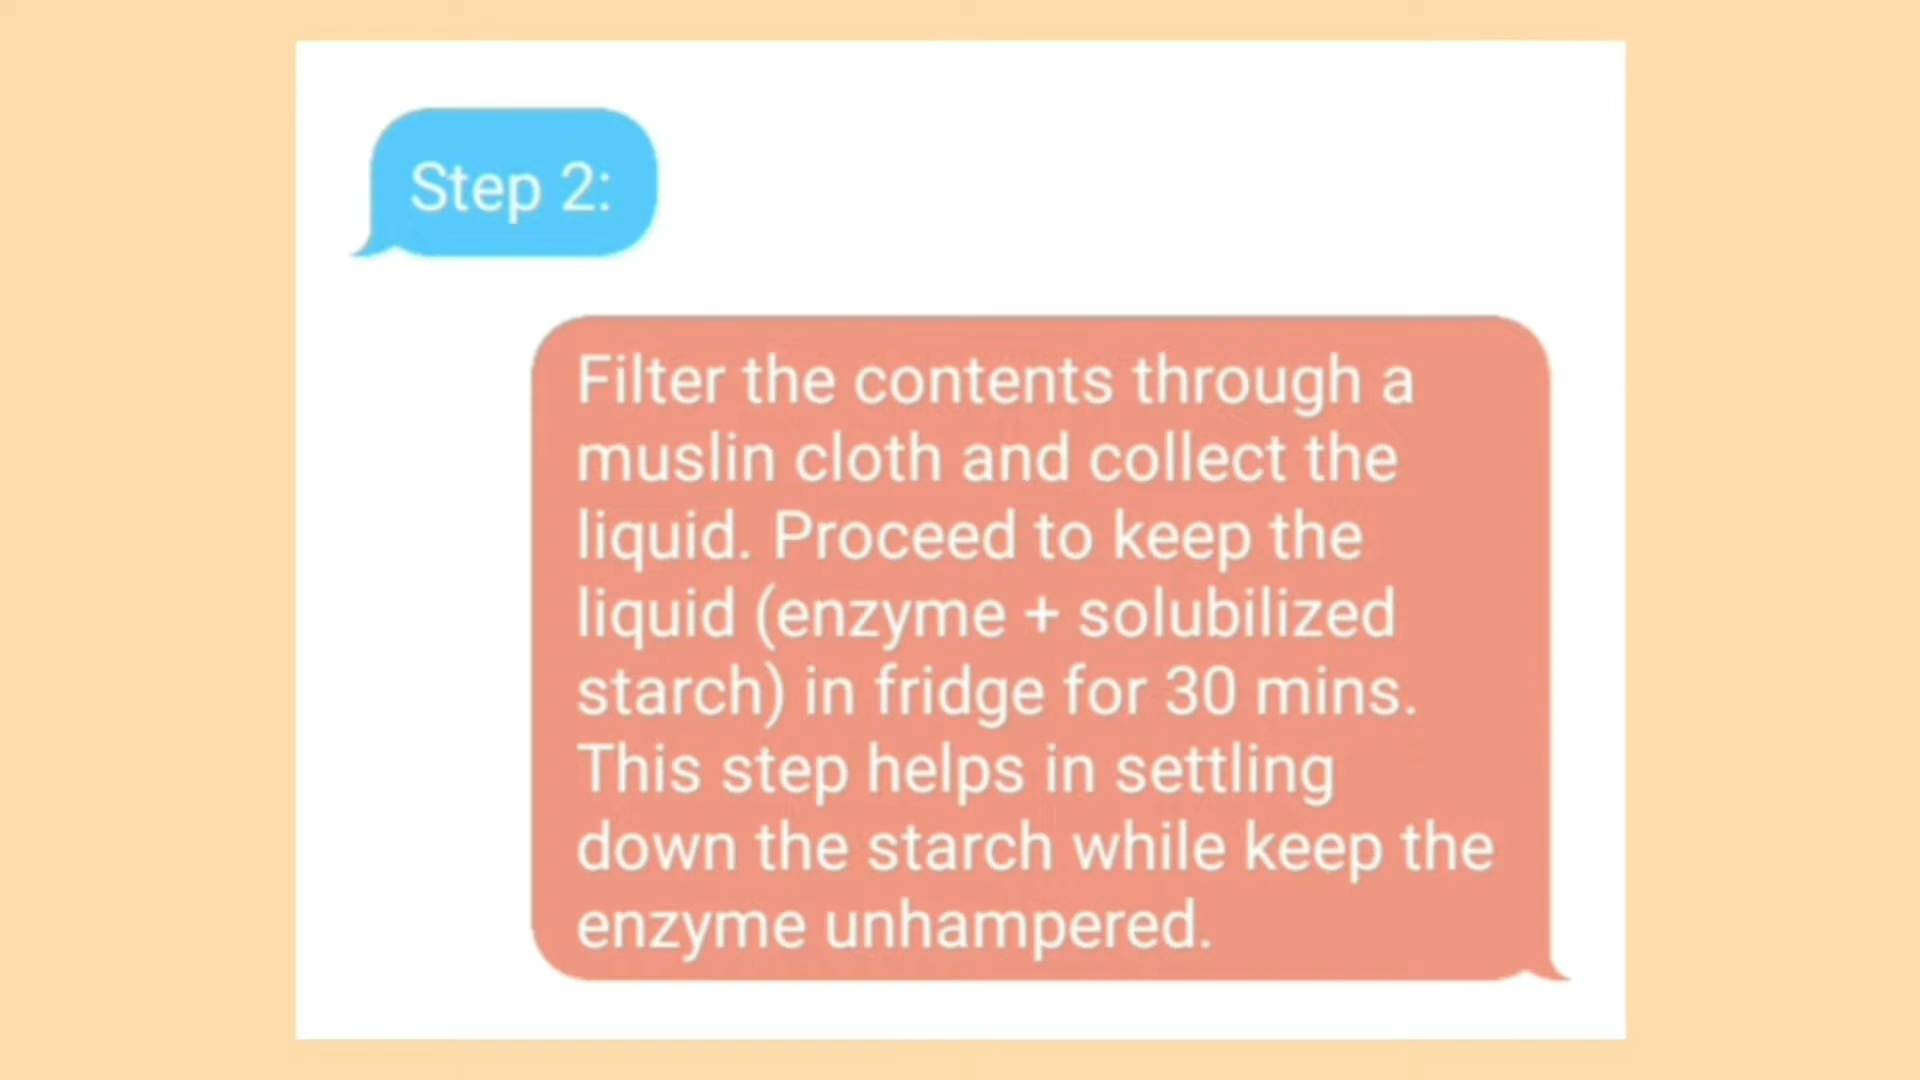 Step 2:
Filter the contents through a
muslin cloth and collect the
liquid. Proceed to keep the
liquid (enzyme + solubilized
starch) in fridge for 30 mins.
This step helps in settling
down the starch while keep the
enzyme unhampered.